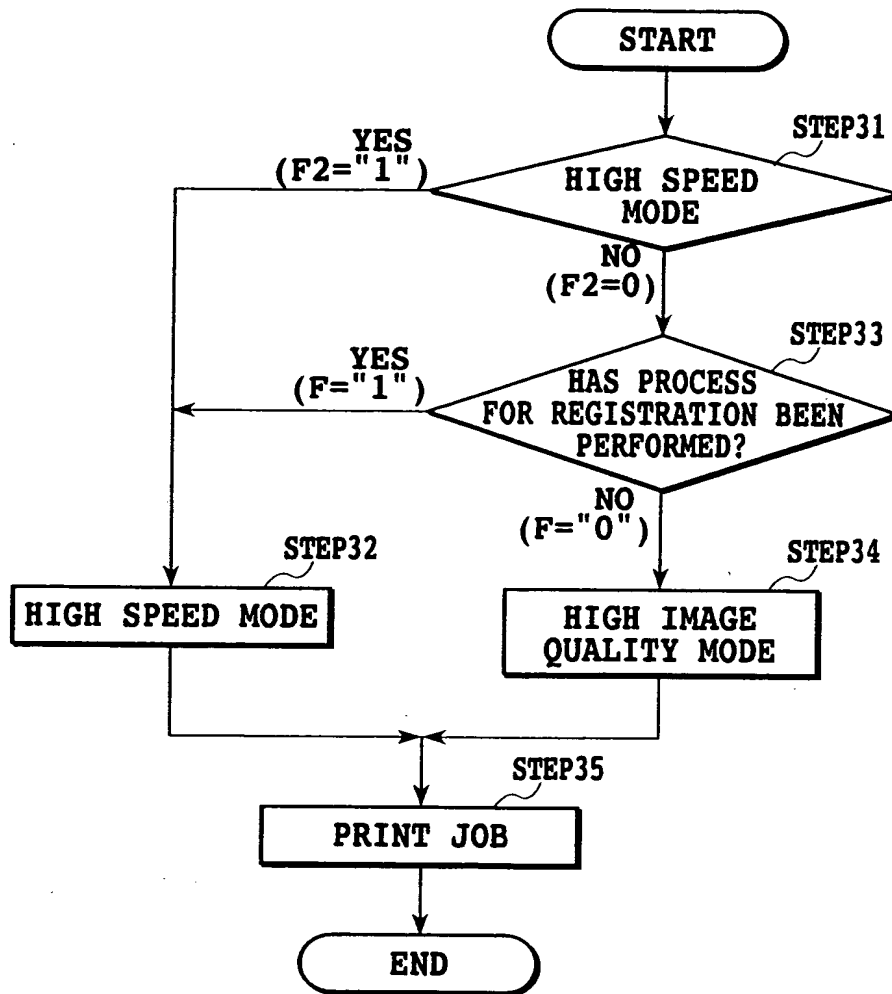 START
STEP31
YES
(F2="1")
HIGH SPEED
MODE
NO
(F2=0)
STEP33
YES
(F="1")
HAS PROCESS
FOR REGISTRATION BEEN
PERFORMED?
NO
(F="0")
STEP32
STEP34
HIGH SPEED MODE
HIGH IMAGE
QUALITY MODE
STEP35
PRINT JOB
END